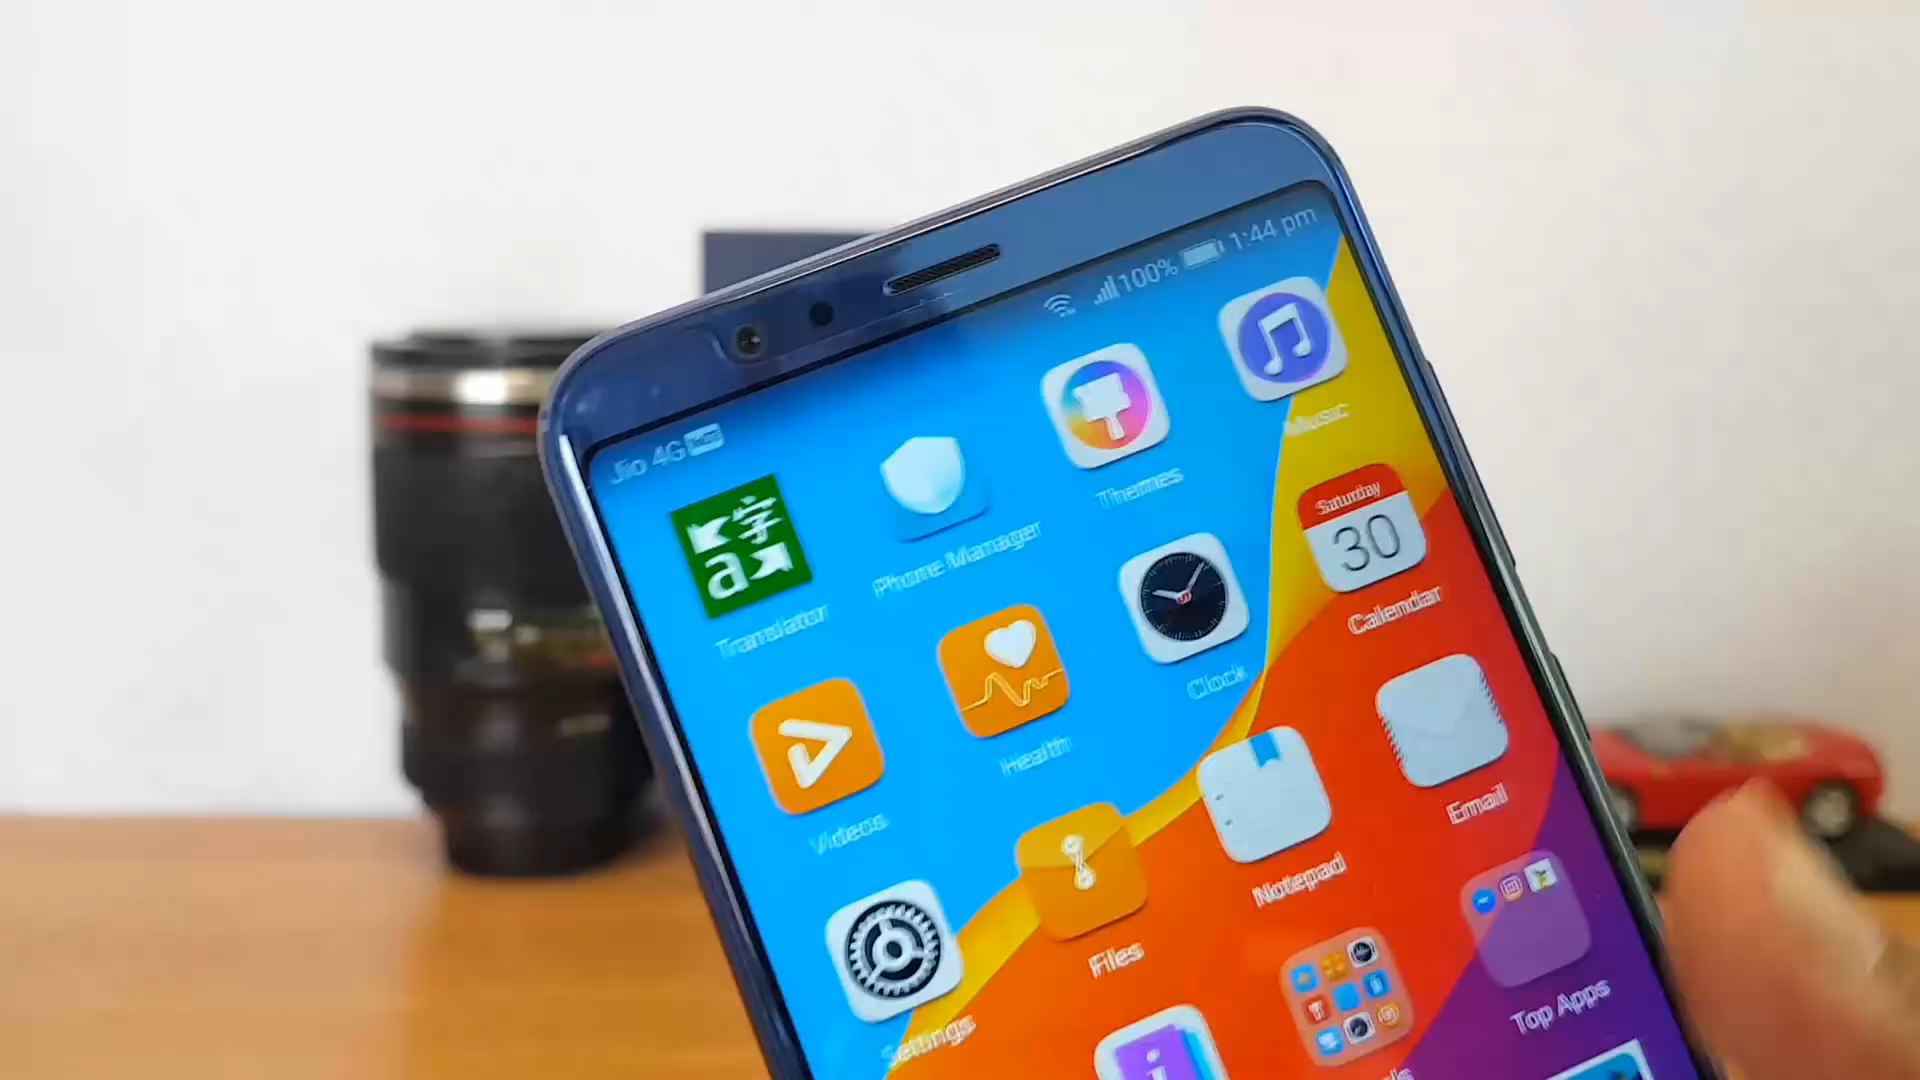 Jio 4G
100% 1:44 pm
字
a
Translator
Phone Manager
Themes
Music
Videos
Health
Clock
Saturday
30
Calendar
Settings
Files
Notepad
Email
Top Apps